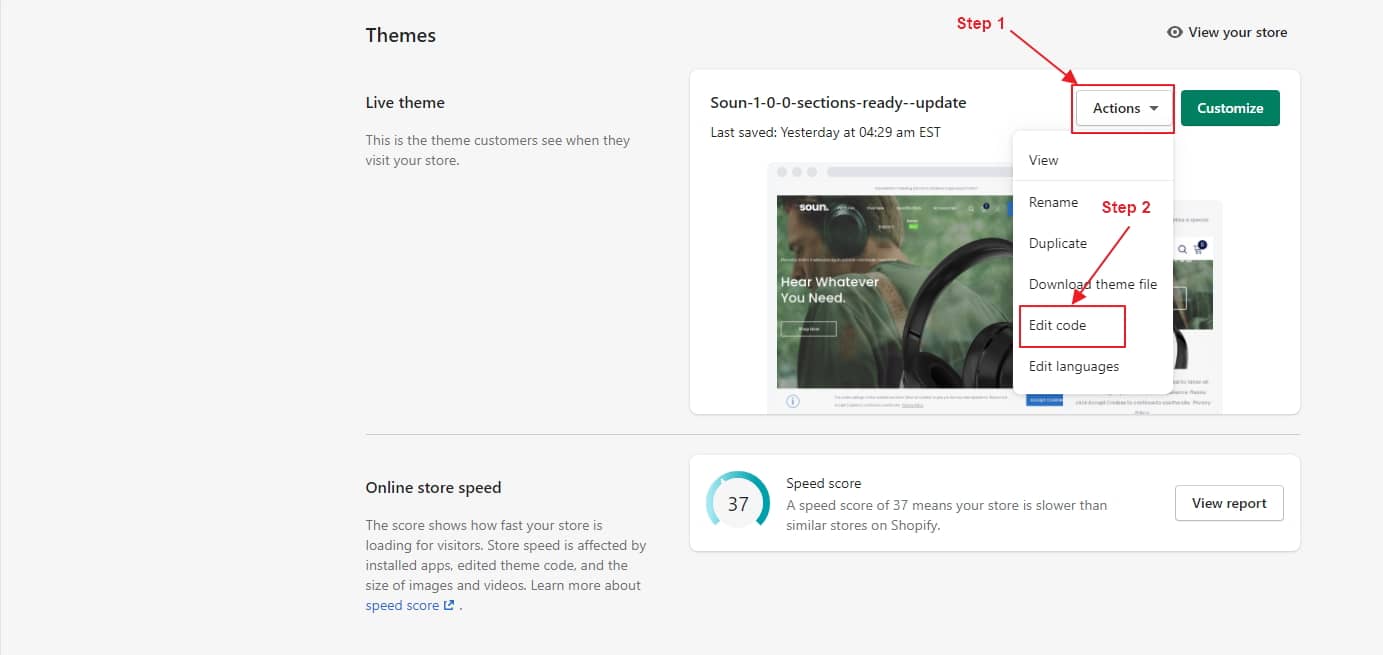 Step 1
Themes
View your store
Live theme
This is the theme customers see when they
visit your store.
Soun-1-0-0-sections-ready--update
Last saved: Yesterday at 04:29 am EST
Actions
Customize
View
Rename
Step 2
Duplicate
Download theme file
Edit code
Edit languages
soun.
Hear Whatever
You Need.
Shop Now
Online store speed
The score shows how fast your store is
loading for visitors. Store speed is affected by
installed apps, edited theme code, and the
size of images and videos. Learn more about
speed score .
37
Speed score
A speed score of 37 means your store is slower than
similar stores on Shopify.
View report